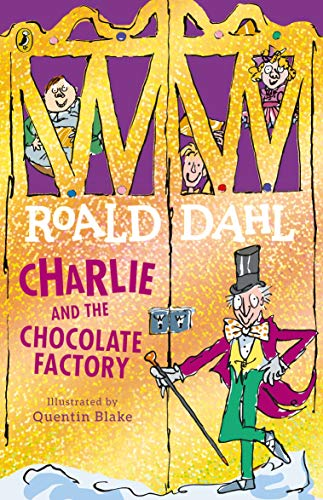 W W
ROALD DAHL
CHARLIE
AND THE
CHOCOLATE
FACTORY
Illustrated by
Quentin Blake